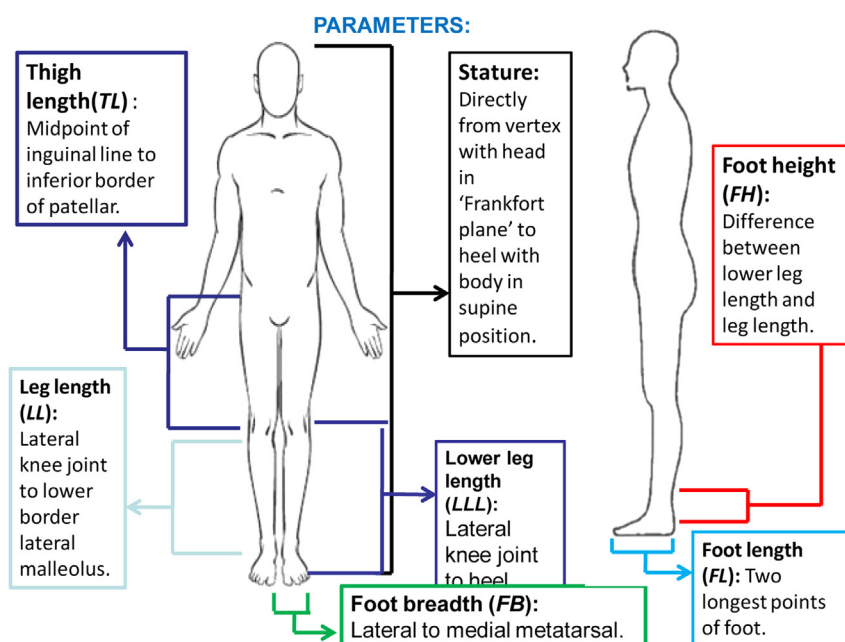 PARAMETERS:
Thigh
length(TL) :
Midpoint of
inguinal line to
inferior border
of patellar.
Stature:
Directly
from vertex
with head
in
‘Frankfort
plane’ to
heel with
body in
supine
position.
Foot height
(FH):
Difference
between
lower leg
length and
leg length.
Leg length
(LL):
Lateral
knee joint
to lower
border
lateral
malleolus.
Lower leg
length
(LLL):
Lateral
knee joint
to heel
Foot length
(FL): Two
longest points
of foot.
Foot breadth (FB):
Lateral to medial metatarsal.